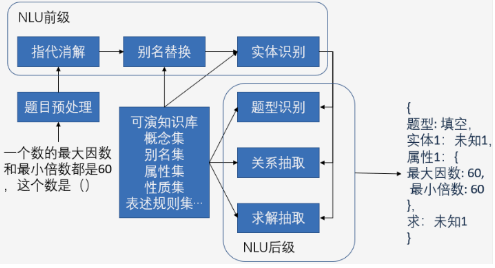 NLU前级
指代消解
别名替换
实体识别
题目预处理
一个数的最大因数
和最小倍数都是60
，这个数是（）
可演知识库
概念集
别名集
属性集
性质集
表述规则集…
题型识别
关系抽取
求解抽取
NLU后级
{
题型: 填空,
实体1: 未知1,
属性1: {
最大因数: 60,
最小倍数: 60
},
求: 未知1
}